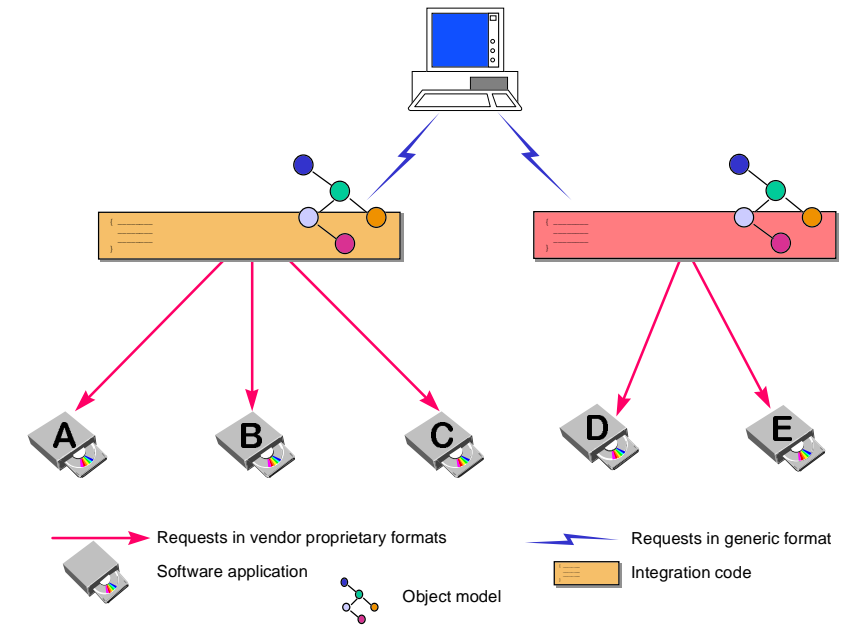 {
}
{
}
A
B
C
D
E
Requests in vendor proprietary formats
Requests in generic format
Software application
Integration code
{
}
Object model